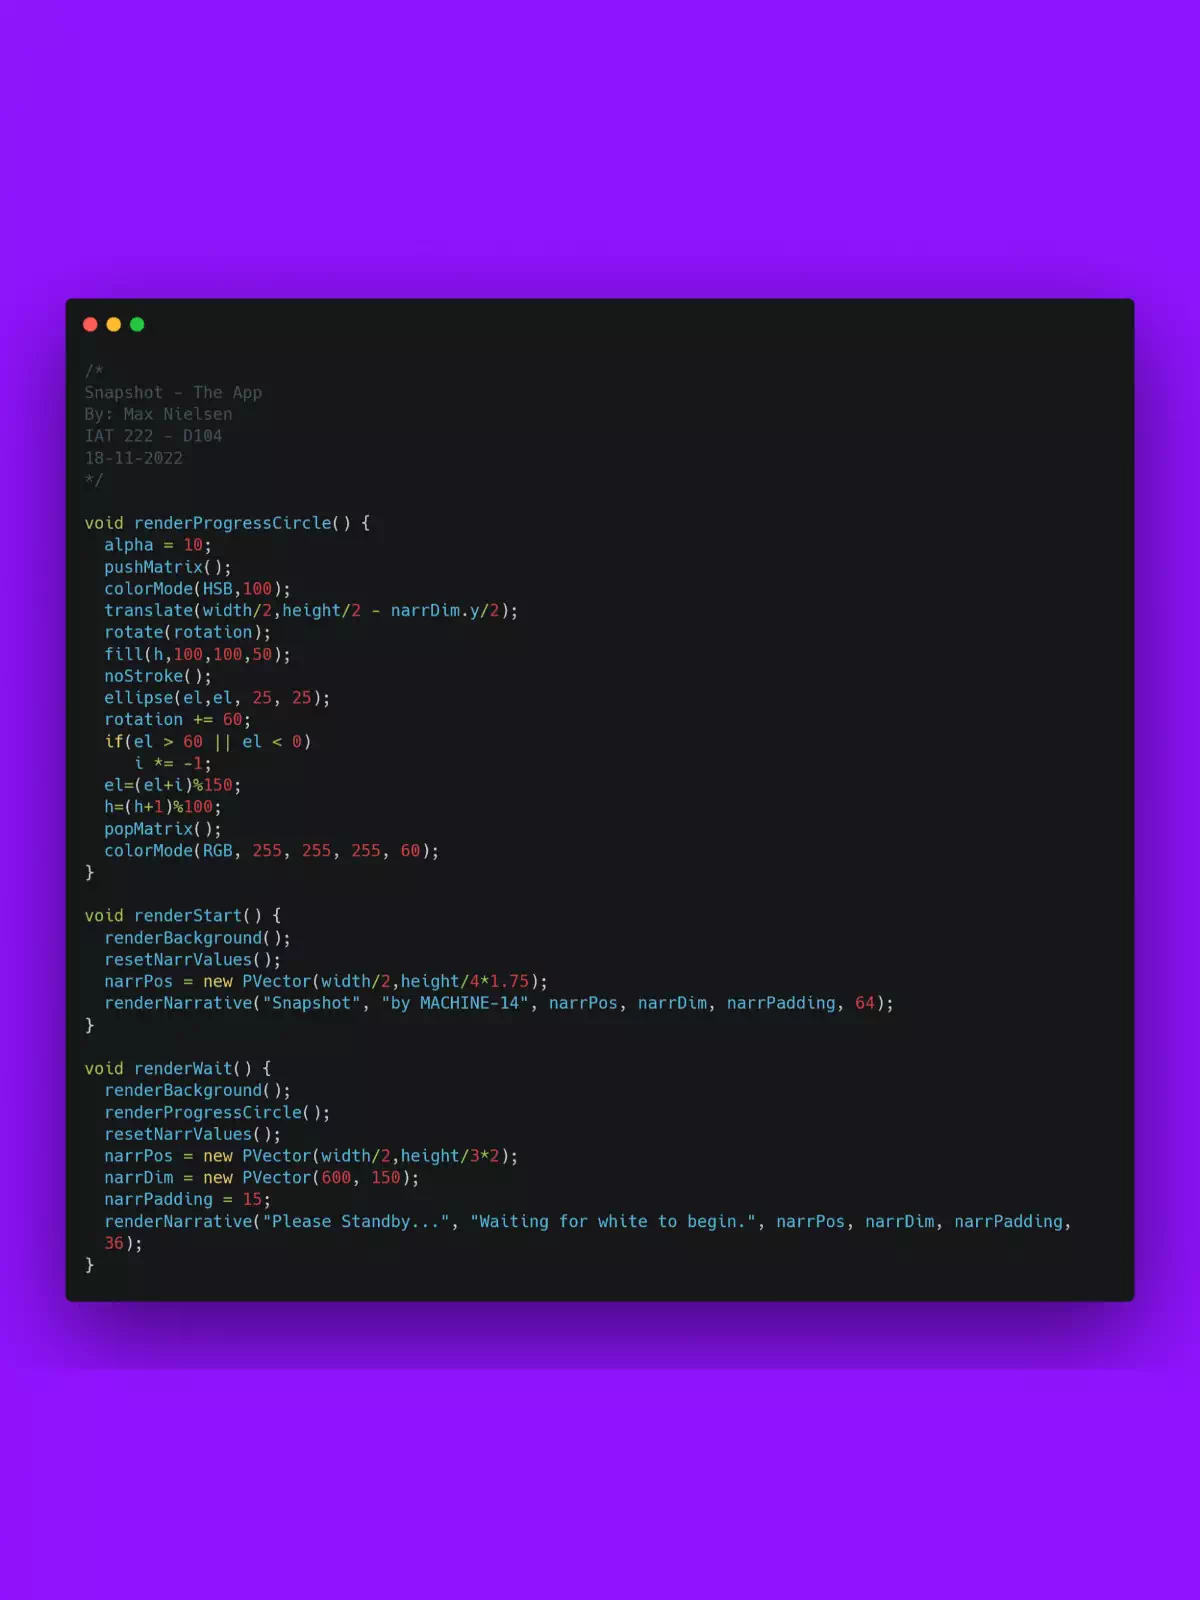 /*
Snapshot - The App
By: Max Nielsen
IAT 222 - D104
18-11-2022
*/

void renderProgressCircle() {
  alpha = 10;
  pushMatrix();
  colorMode(HSB,100);
  translate(width/2,height/2 - narrDim.y/2);
  rotate(rotation);
  fill(h,100,100,50);
  noStroke();
  ellipse(el,el, 25, 25);
  rotation += 60;
  if(el > 60 || el < 0)
     i *= -1;
  el=(el+i)%150;
  h=(h+1)%100;
  popMatrix();
  colorMode(RGB, 255, 255, 255, 60);
}

void renderStart() {
  renderBackground();
  resetNarrValues();
  narrPos = new PVector(width/2,height/4*1.75);
  renderNarrative("Snapshot", "by MACHINE-14", narrPos, narrDim, narrPadding, 64);
}

void renderWait() {
  renderBackground();
  renderProgressCircle();
  resetNarrValues();
  narrPos = new PVector(width/2,height/3*2);
  narrDim = new PVector(600, 150);
  narrPadding = 15;
  renderNarrative("Please Standby...", "Waiting for white to begin.", narrPos, narrDim, narrPadding,
  36);
}